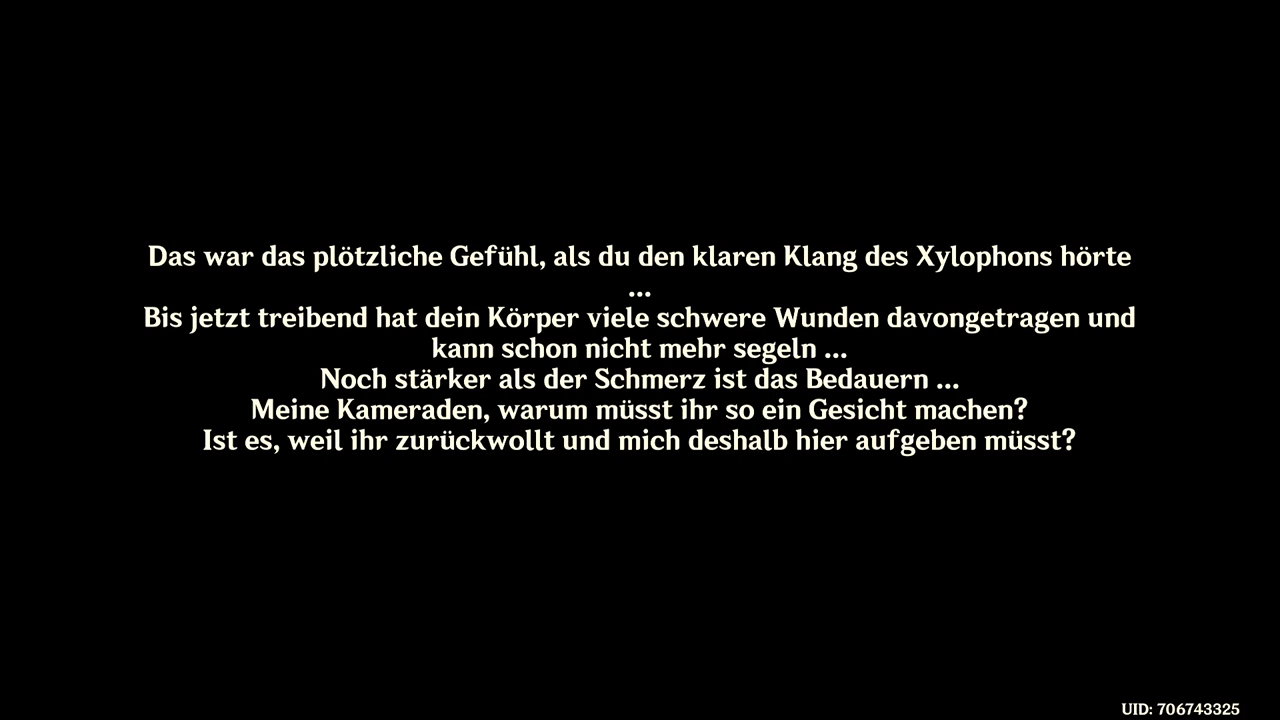 Das war das plötzliche Gefühl, als du den klaren Klang des Xylophons hörte
...
Bis jetzt treibend hat dein Körper viele schwere Wunden davongetragen und
kann schon nicht mehr segeln ...
Noch stärker als der Schmerz ist das Bedauern ...
Meine Kameraden, warum müsst ihr so ein Gesicht machen?
Ist es, weil ihr zurückwollt und mich deshalb hier aufgeben müsst?
UID: 706743325